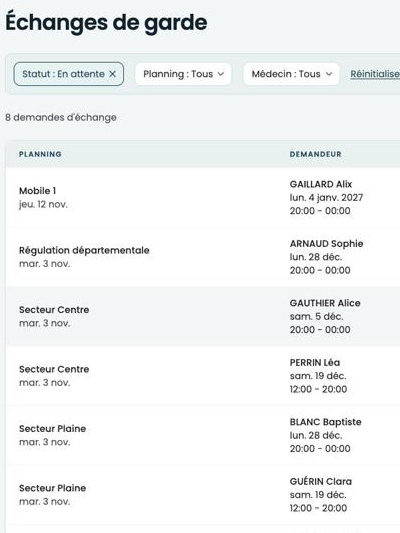 Échanges de garde
Statut : En attente ×
Planning : Tous
Médecin : Tous
Réinitialise
8 demandes d'échange
PLANNING
DEMANDEUR
Mobile 1
jeu. 12 nov.
GAILLARD Alix
lun. 4 janv. 2027
20:00 - 00:00
Régulation départementale
mar. 3 nov.
ARNAUD Sophie
lun. 28 déc.
20:00 - 00:00
Secteur Centre
mar. 3 nov.
GAUTHIER Alice
sam. 5 déc.
20:00 - 00:00
Secteur Centre
mar. 3 nov.
PERRIN Léa
sam. 19 déc.
12:00 - 20:00
Secteur Plaine
mar. 3 nov.
BLANC Baptiste
lun. 28 déc.
20:00 - 00:00
Secteur Plaine
mar. 3 nov.
GUÉRIN Clara
sam. 19 déc.
12:00 - 20:00